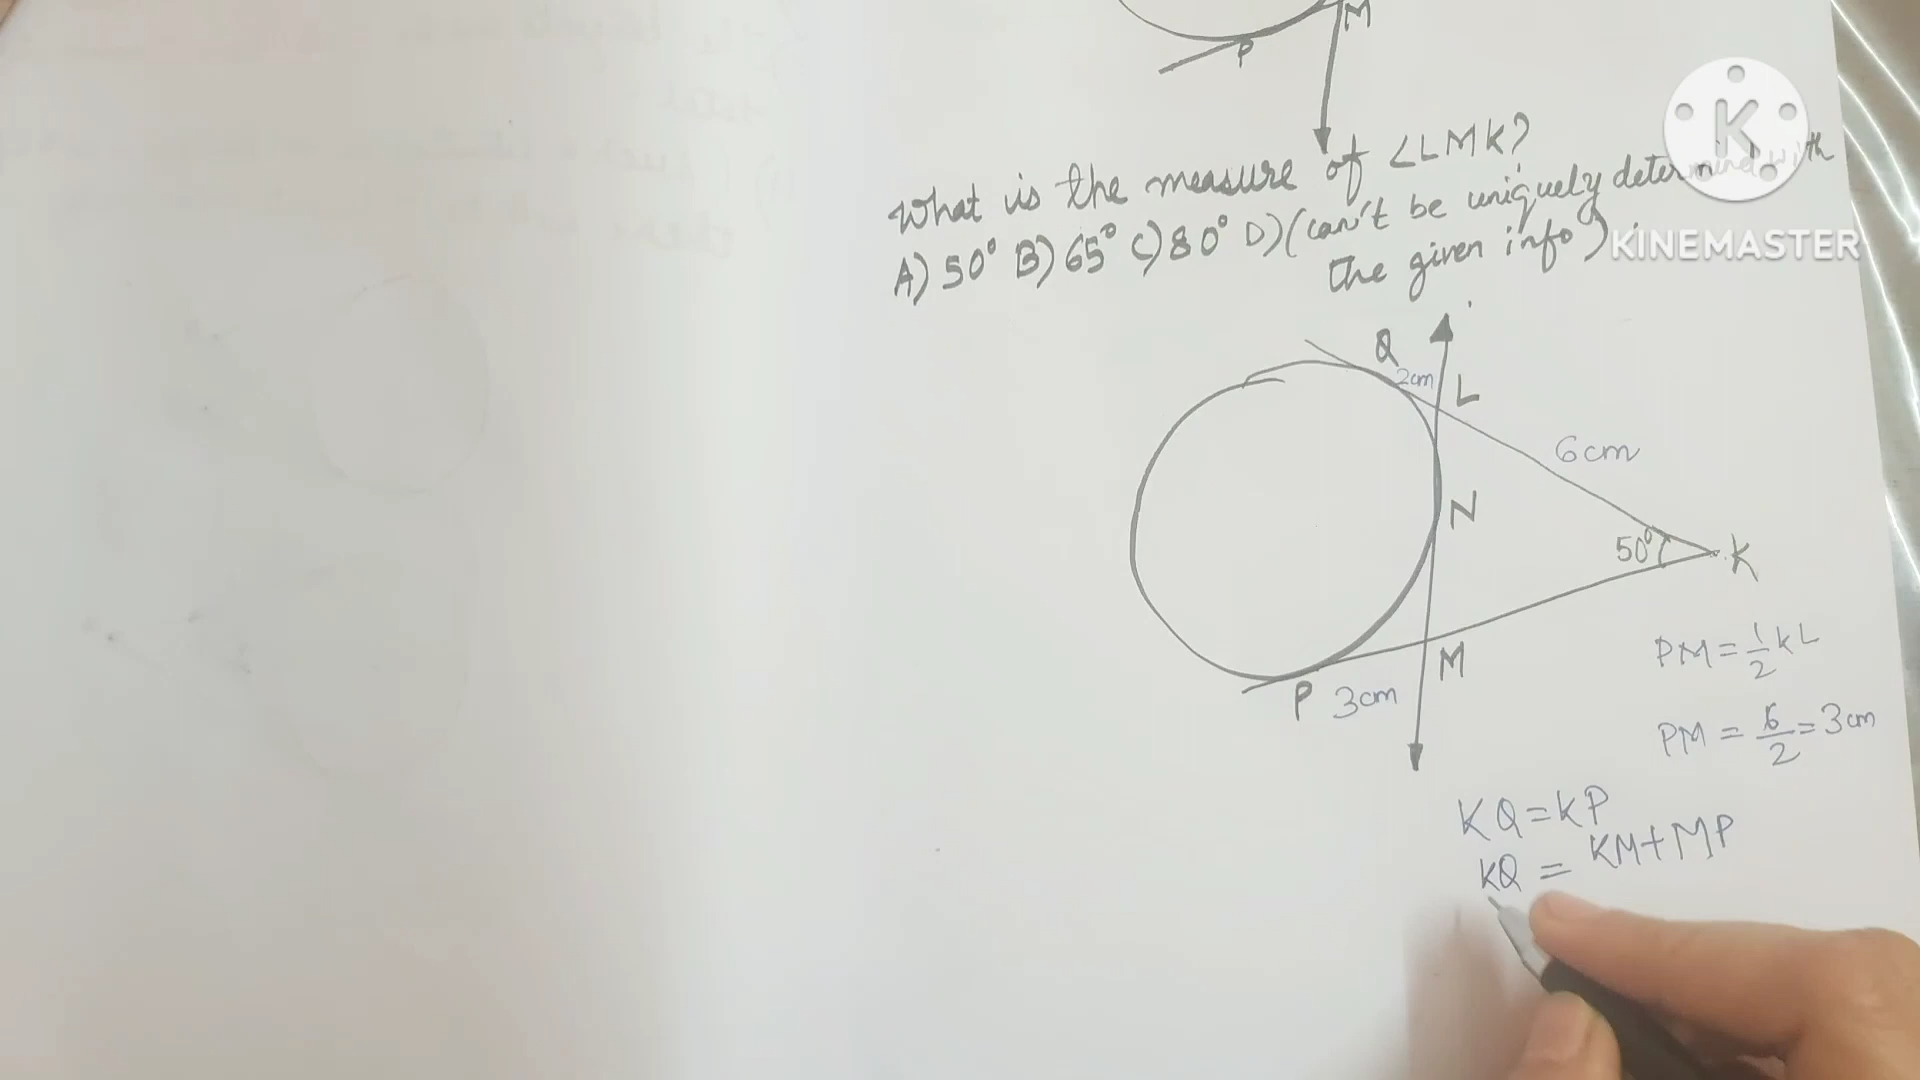 M
P
What is the measure of ∠LMK?
A) 50° B) 65° C) 80° D) (can't be uniquely determined with
the given info)
K
KINEMASTER
Q
2cm
L
6cm
N
50°
K
M
P 3cm
PM = 1/2 KL
PM = 6/2 = 3cm
KQ = KP
KQ = KM + MP